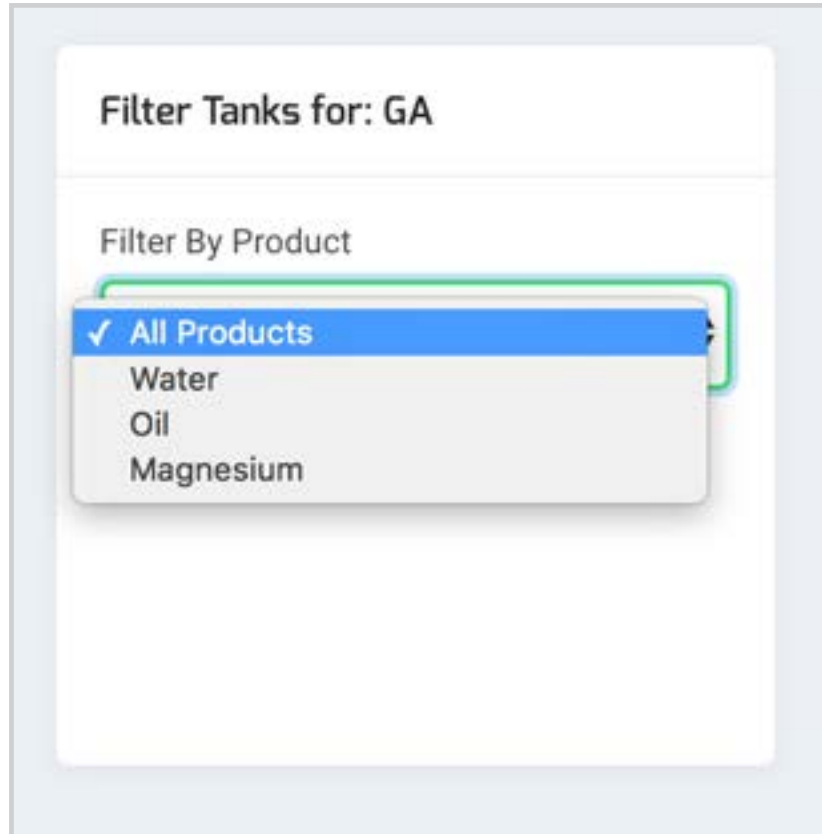 Filter Tanks for: GA
Filter By Product
✓ All Products
Water
Oil
Magnesium